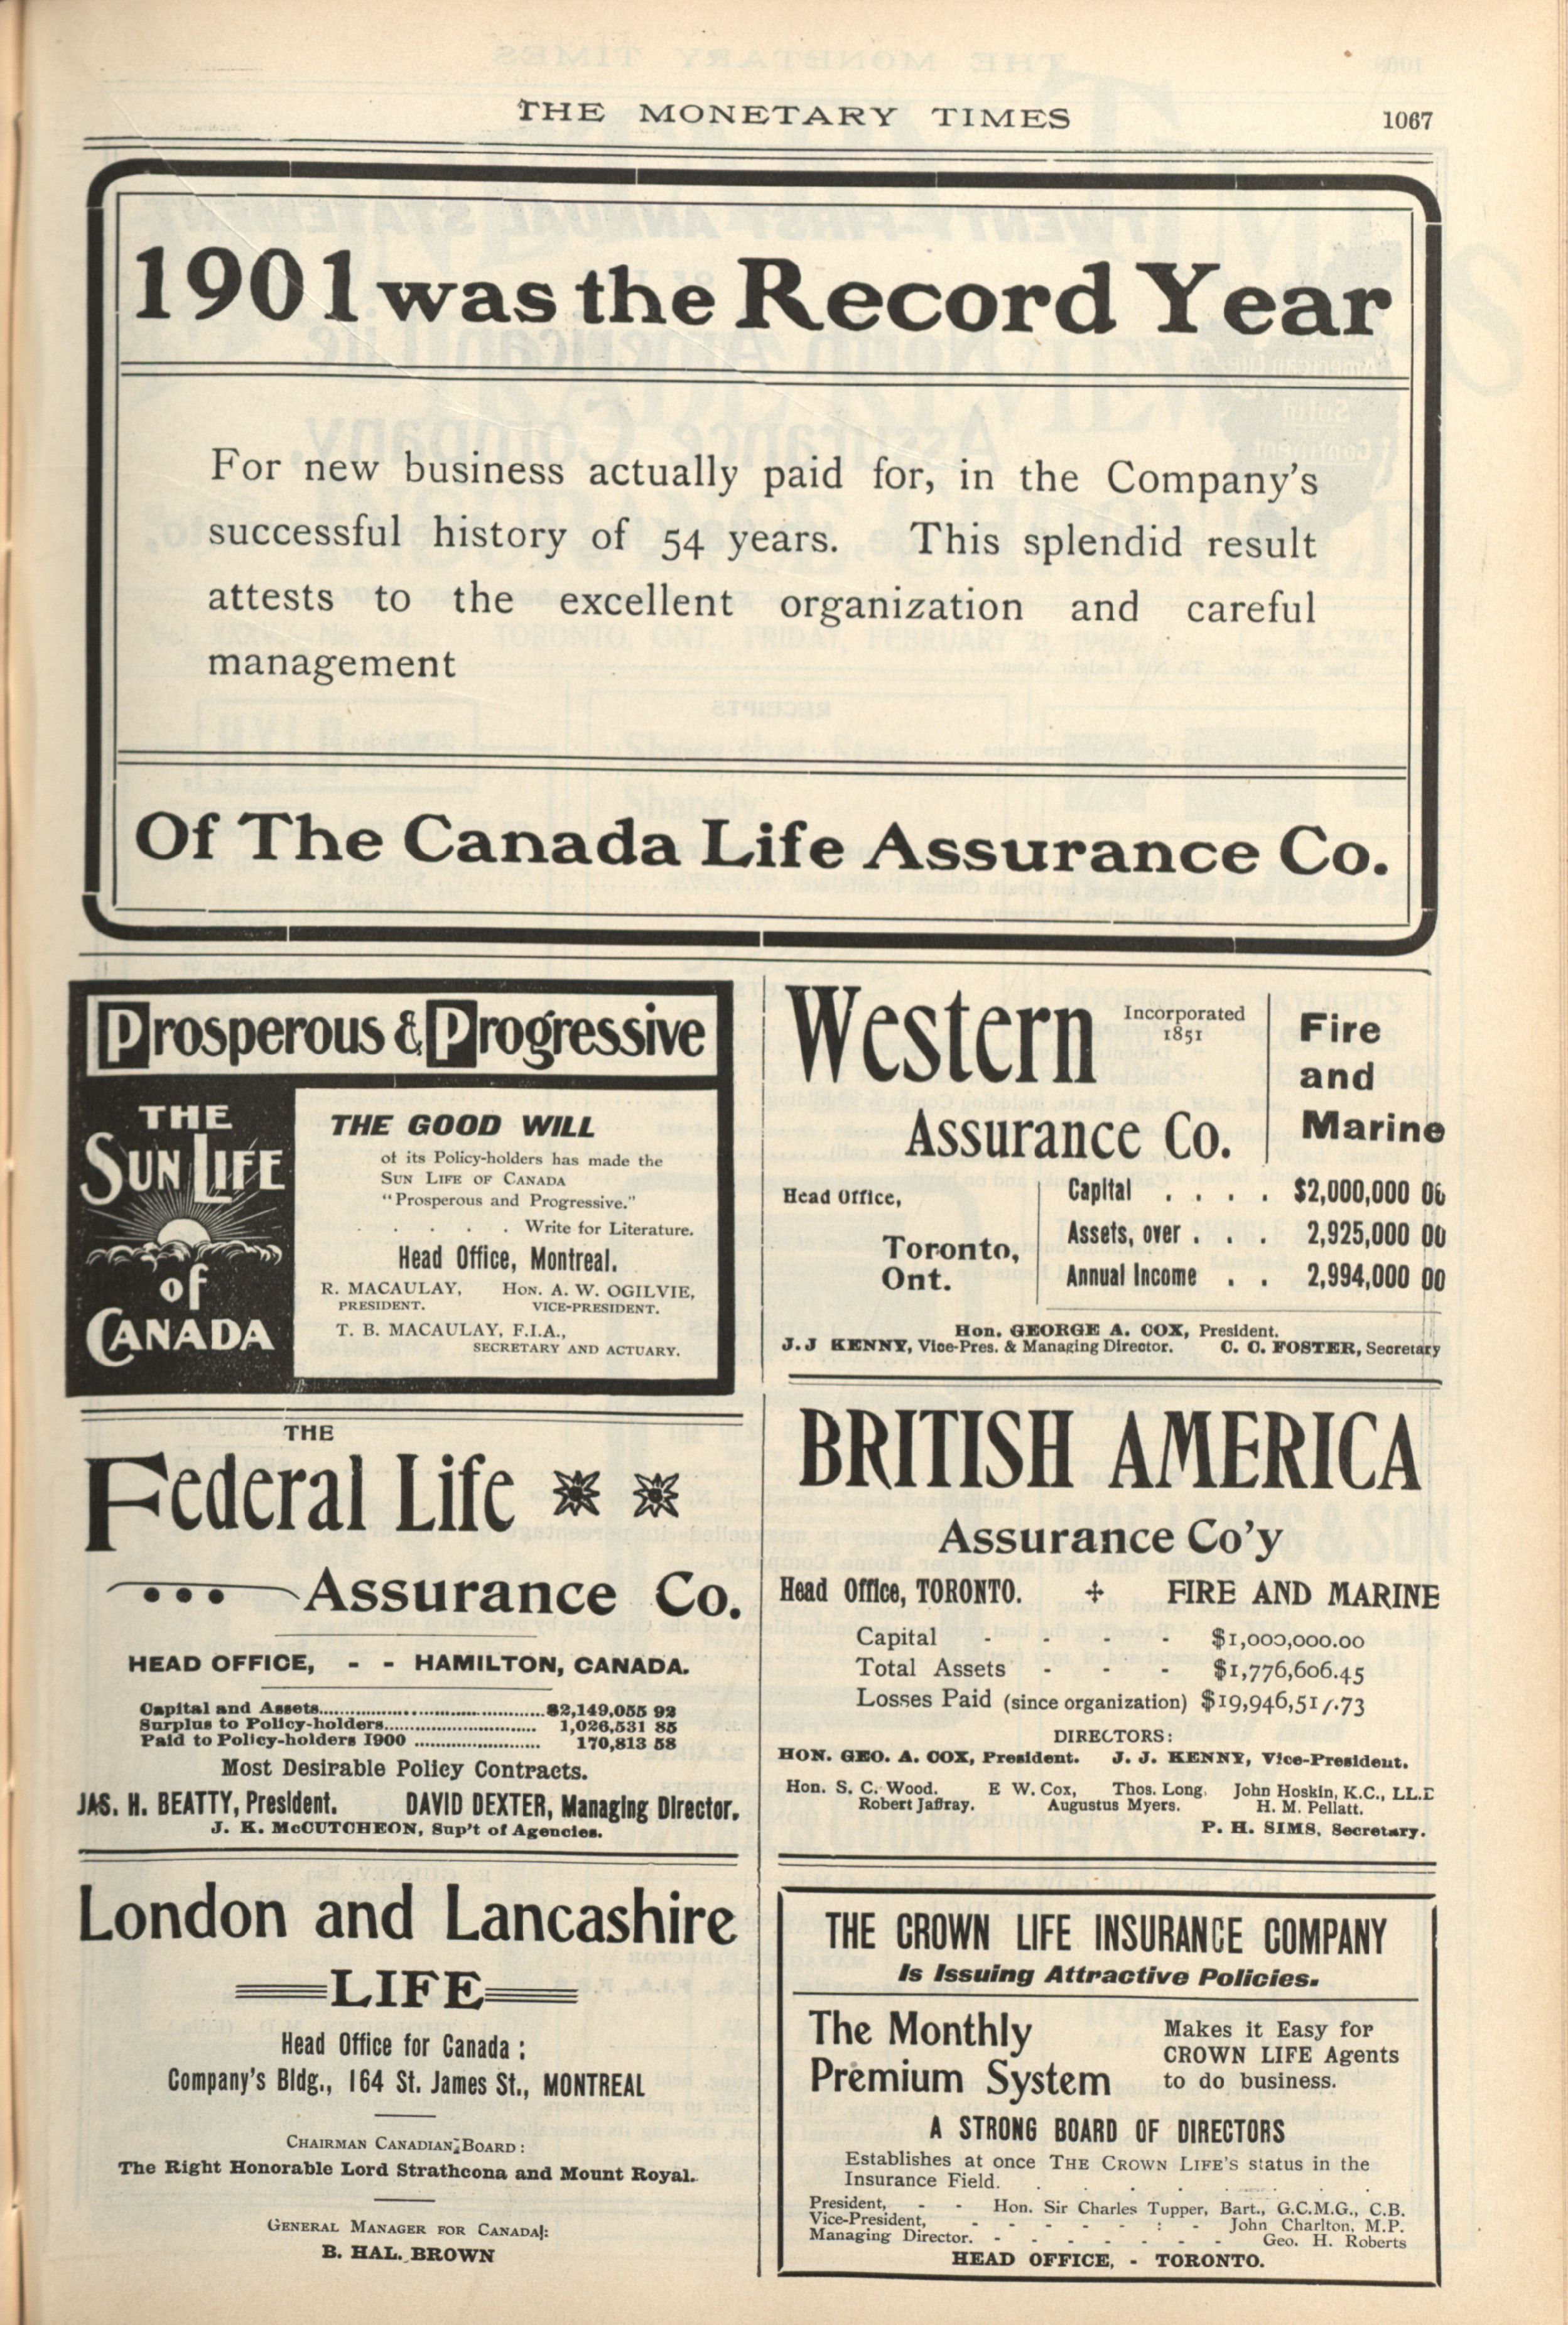 THE MONETARY TIMES 1067
1901 was the Record Year
For new business actually paid for, in the Company's
successful history of 54 years. This splendid result
attests to the excellent organization and careful
management
Of The Canada Life Assurance Co.
Prosperous & Progressive
THE
SUN LIFE
of
CANADA
THE GOOD WILL
of its Policy-holders has made the
SUN LIFE OF CANADA
"Prosperous and Progressive."
. . . . . Write for Literature.
Head Office, Montreal.
R. MACAULAY, HON. A. W. OGILVIE,
PRESIDENT. VICE-PRESIDENT.
T. B. MACAULAY, F.I.A.,
SECRETARY AND ACTUARY.
Western Incorporated
1851
Assurance Co.
Fire
and
Marine
Head Office,
Toronto,
Ont.
Capital . . . . $2,000,000 00
Assets, over . . . 2,925,000 00
Annual Income . . 2,994,000 00
Hon. GEORGE A. COX, President.
J. J KENNY, Vice-Pres. & Managing Director. C. C. FOSTER, Secretary
THE
Federal Life
Assurance Co.
HEAD OFFICE, - - HAMILTON, CANADA.
Capital and Assets..........................................$2,149,055 92
Surplus to Policy-holders............................. 1,026,531 85
Paid to Policy-holders 1900 ........................ 170,813 58
Most Desirable Policy Contracts.
JAS. H. BEATTY, President. DAVID DEXTER, Managing Director.
J. K. McCUTCHEON, Sup't of Agencies.
BRITISH AMERICA
Assurance Co'y
Head Office, TORONTO. ✢ FIRE AND MARINE
Capital - - - - $1,000,000.00
Total Assets - - - $1,776,606.45
Losses Paid (since organization) $19,946,517.73
DIRECTORS:
HON. GEO. A. COX, President. J. J. KENNY, Vice-President.
Hon. S. C. Wood. E W. Cox, Thos. Long, John Hoskin, K.C., LL.D
Robert Jaffray. Augustus Myers. H. M. Pellatt.
P. H. SIMS, Secretary.
London and Lancashire
LIFE
Head Office for Canada :
Company's Bldg., 164 St. James St., MONTREAL
CHAIRMAN CANADIAN BOARD :
The Right Honorable Lord Strathcona and Mount Royal.
GENERAL MANAGER FOR CANADA:
B. HAL. BROWN
THE CROWN LIFE INSURANCE COMPANY
Is Issuing Attractive Policies.
The Monthly
Premium System
Makes it Easy for
CROWN LIFE Agents
to do business.
A STRONG BOARD OF DIRECTORS
Establishes at once THE CROWN LIFE'S status in the
Insurance Field. . . . . . . . .
President, - - Hon. Sir Charles Tupper, Bart., G.C.M.G., C.B.
Vice-President, - - - - - : - John Charlton, M.P.
Managing Director. - - - - - - - Geo. H. Roberts
HEAD OFFICE, - TORONTO.